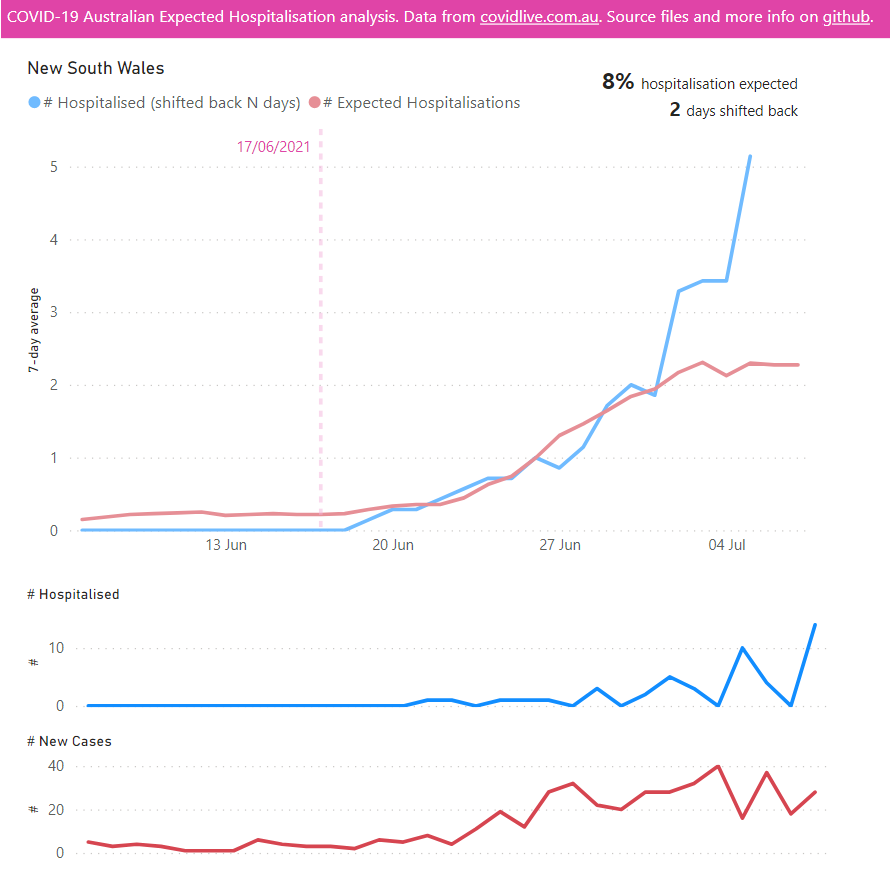 COVID-19 Australian Expected Hospitalisation analysis. Data from covidlive.com.au. Source files and more info on github.
New South Wales
8% hospitalisation expected
# Hospitalised (shifted back N days) # Expected Hospitalisations
2 days shifted back
17/06/2021
5
4
3
2
1
0
7-day average
13 Jun 20 Jun 27 Jun 04 Jul
# Hospitalised
10
#
0
# New Cases
40
20
#
0